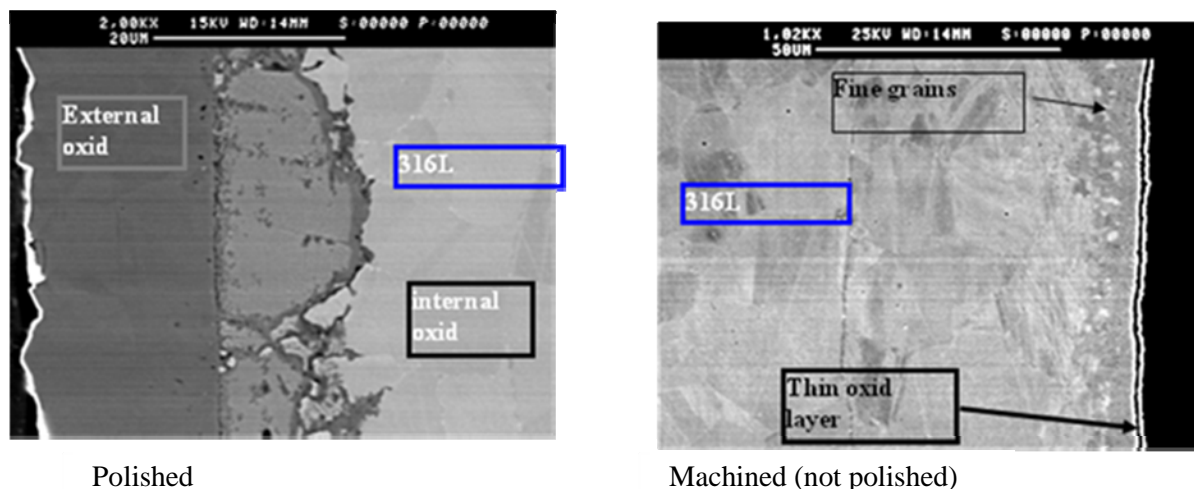 2.00KX 15KV WD:14MM S:00000 P:00000
20UM
External
oxid
316L
internal
oxid
Polished
1.02KX 25KV WD:14MM S:00000 P:00000
50UM
Fine grains
316L
Thin oxid
layer
Machined (not polished)